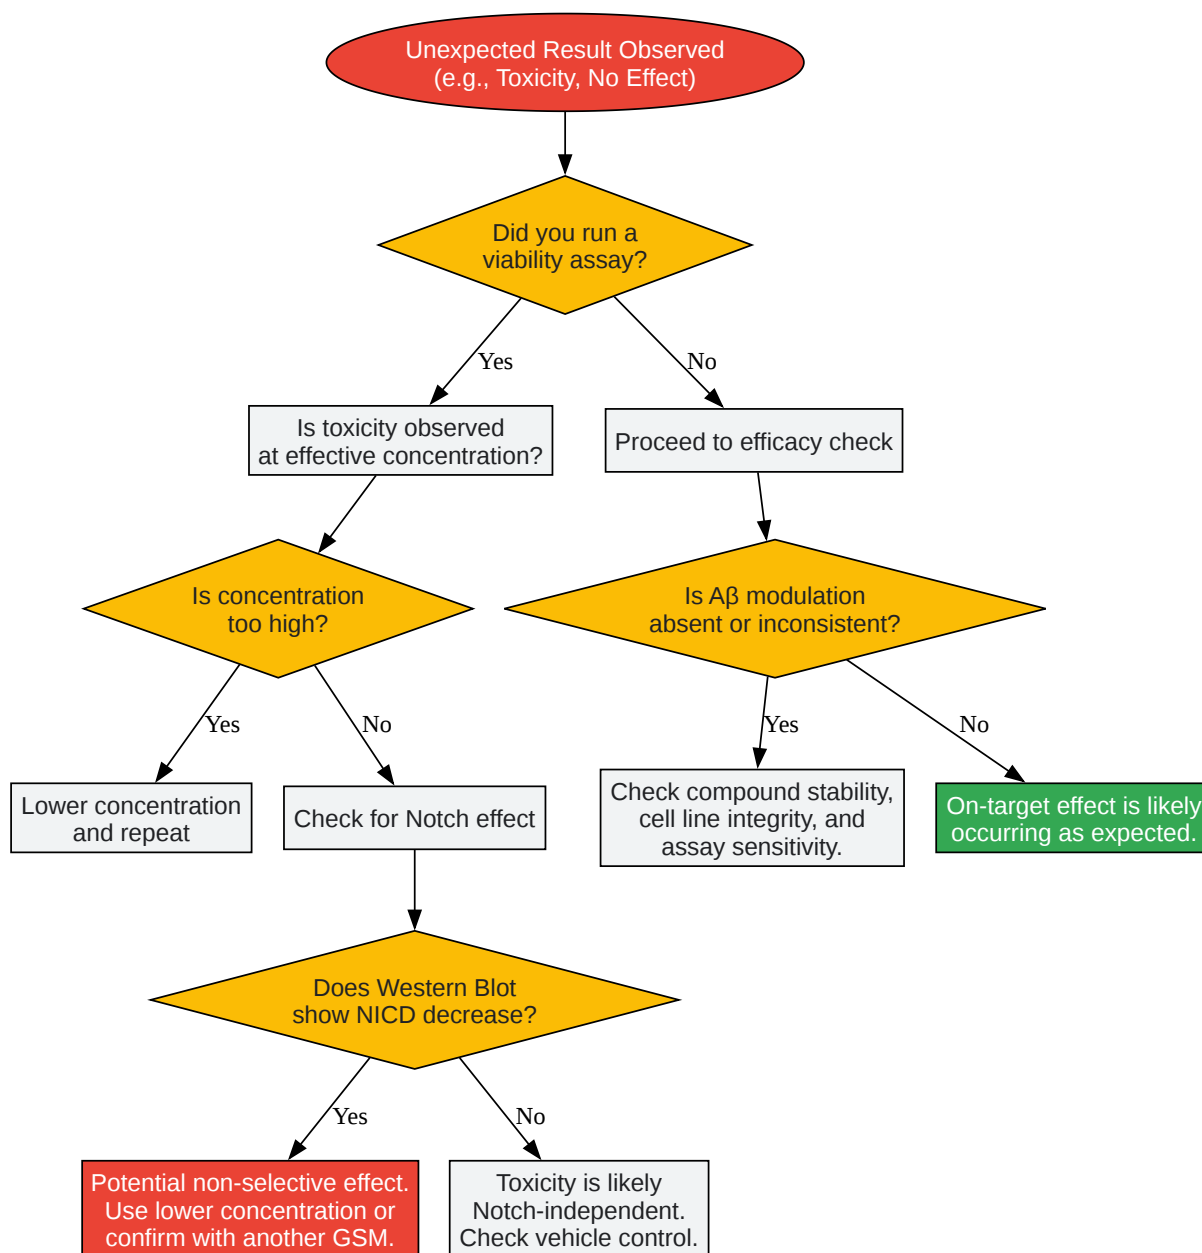 Unexpected Result Observed
(e.g., Toxicity, No Effect)
Did you run a
viability assay?
Yes
No
Is toxicity observed
at effective concentration?
Proceed to efficacy check
Is concentration
too high?
Is Aβ modulation
absent or inconsistent?
Yes
No
Yes
No
Lower concentration
and repeat
Check for Notch effect
Check compound stability,
cell line integrity, and
assay sensitivity.
On-target effect is likely
occurring as expected.
Does Western Blot
show NICD decrease?
Yes
No
Potential non-selective effect.
Use lower concentration or
confirm with another GSM.
Toxicity is likely
Notch-independent.
Check vehicle control.